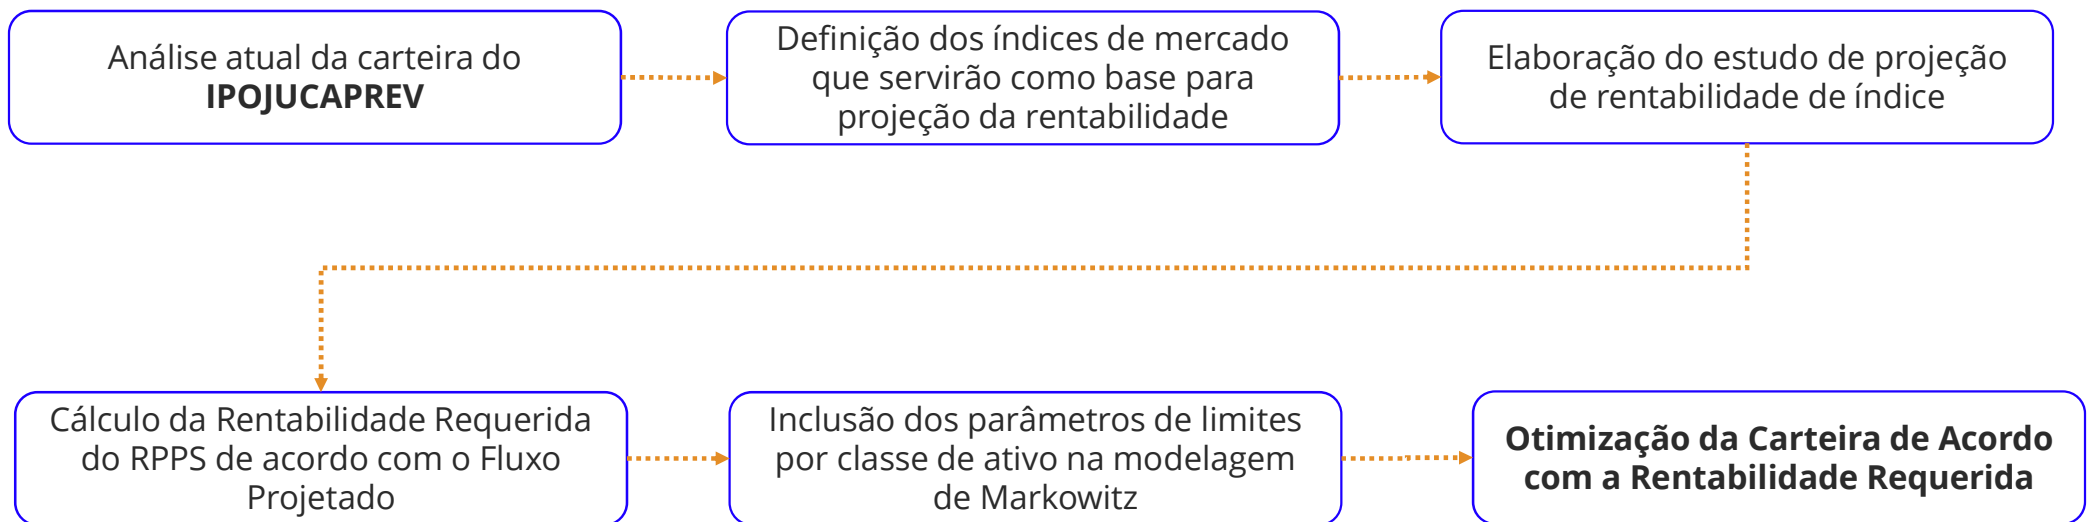 Análise atual da carteira do
IPOJUCAPREV
Definição dos índices de mercado
que servirão como base para
projeção da rentabilidade
Elaboração do estudo de projeção
de rentabilidade de índice
Cálculo da Rentabilidade Requerida
do RPPS de acordo com o Fluxo
Projetado
Inclusão dos parâmetros de limites
por classe de ativo na modelagem
de Markowitz
Otimização da Carteira de Acordo
com a Rentabilidade Requerida